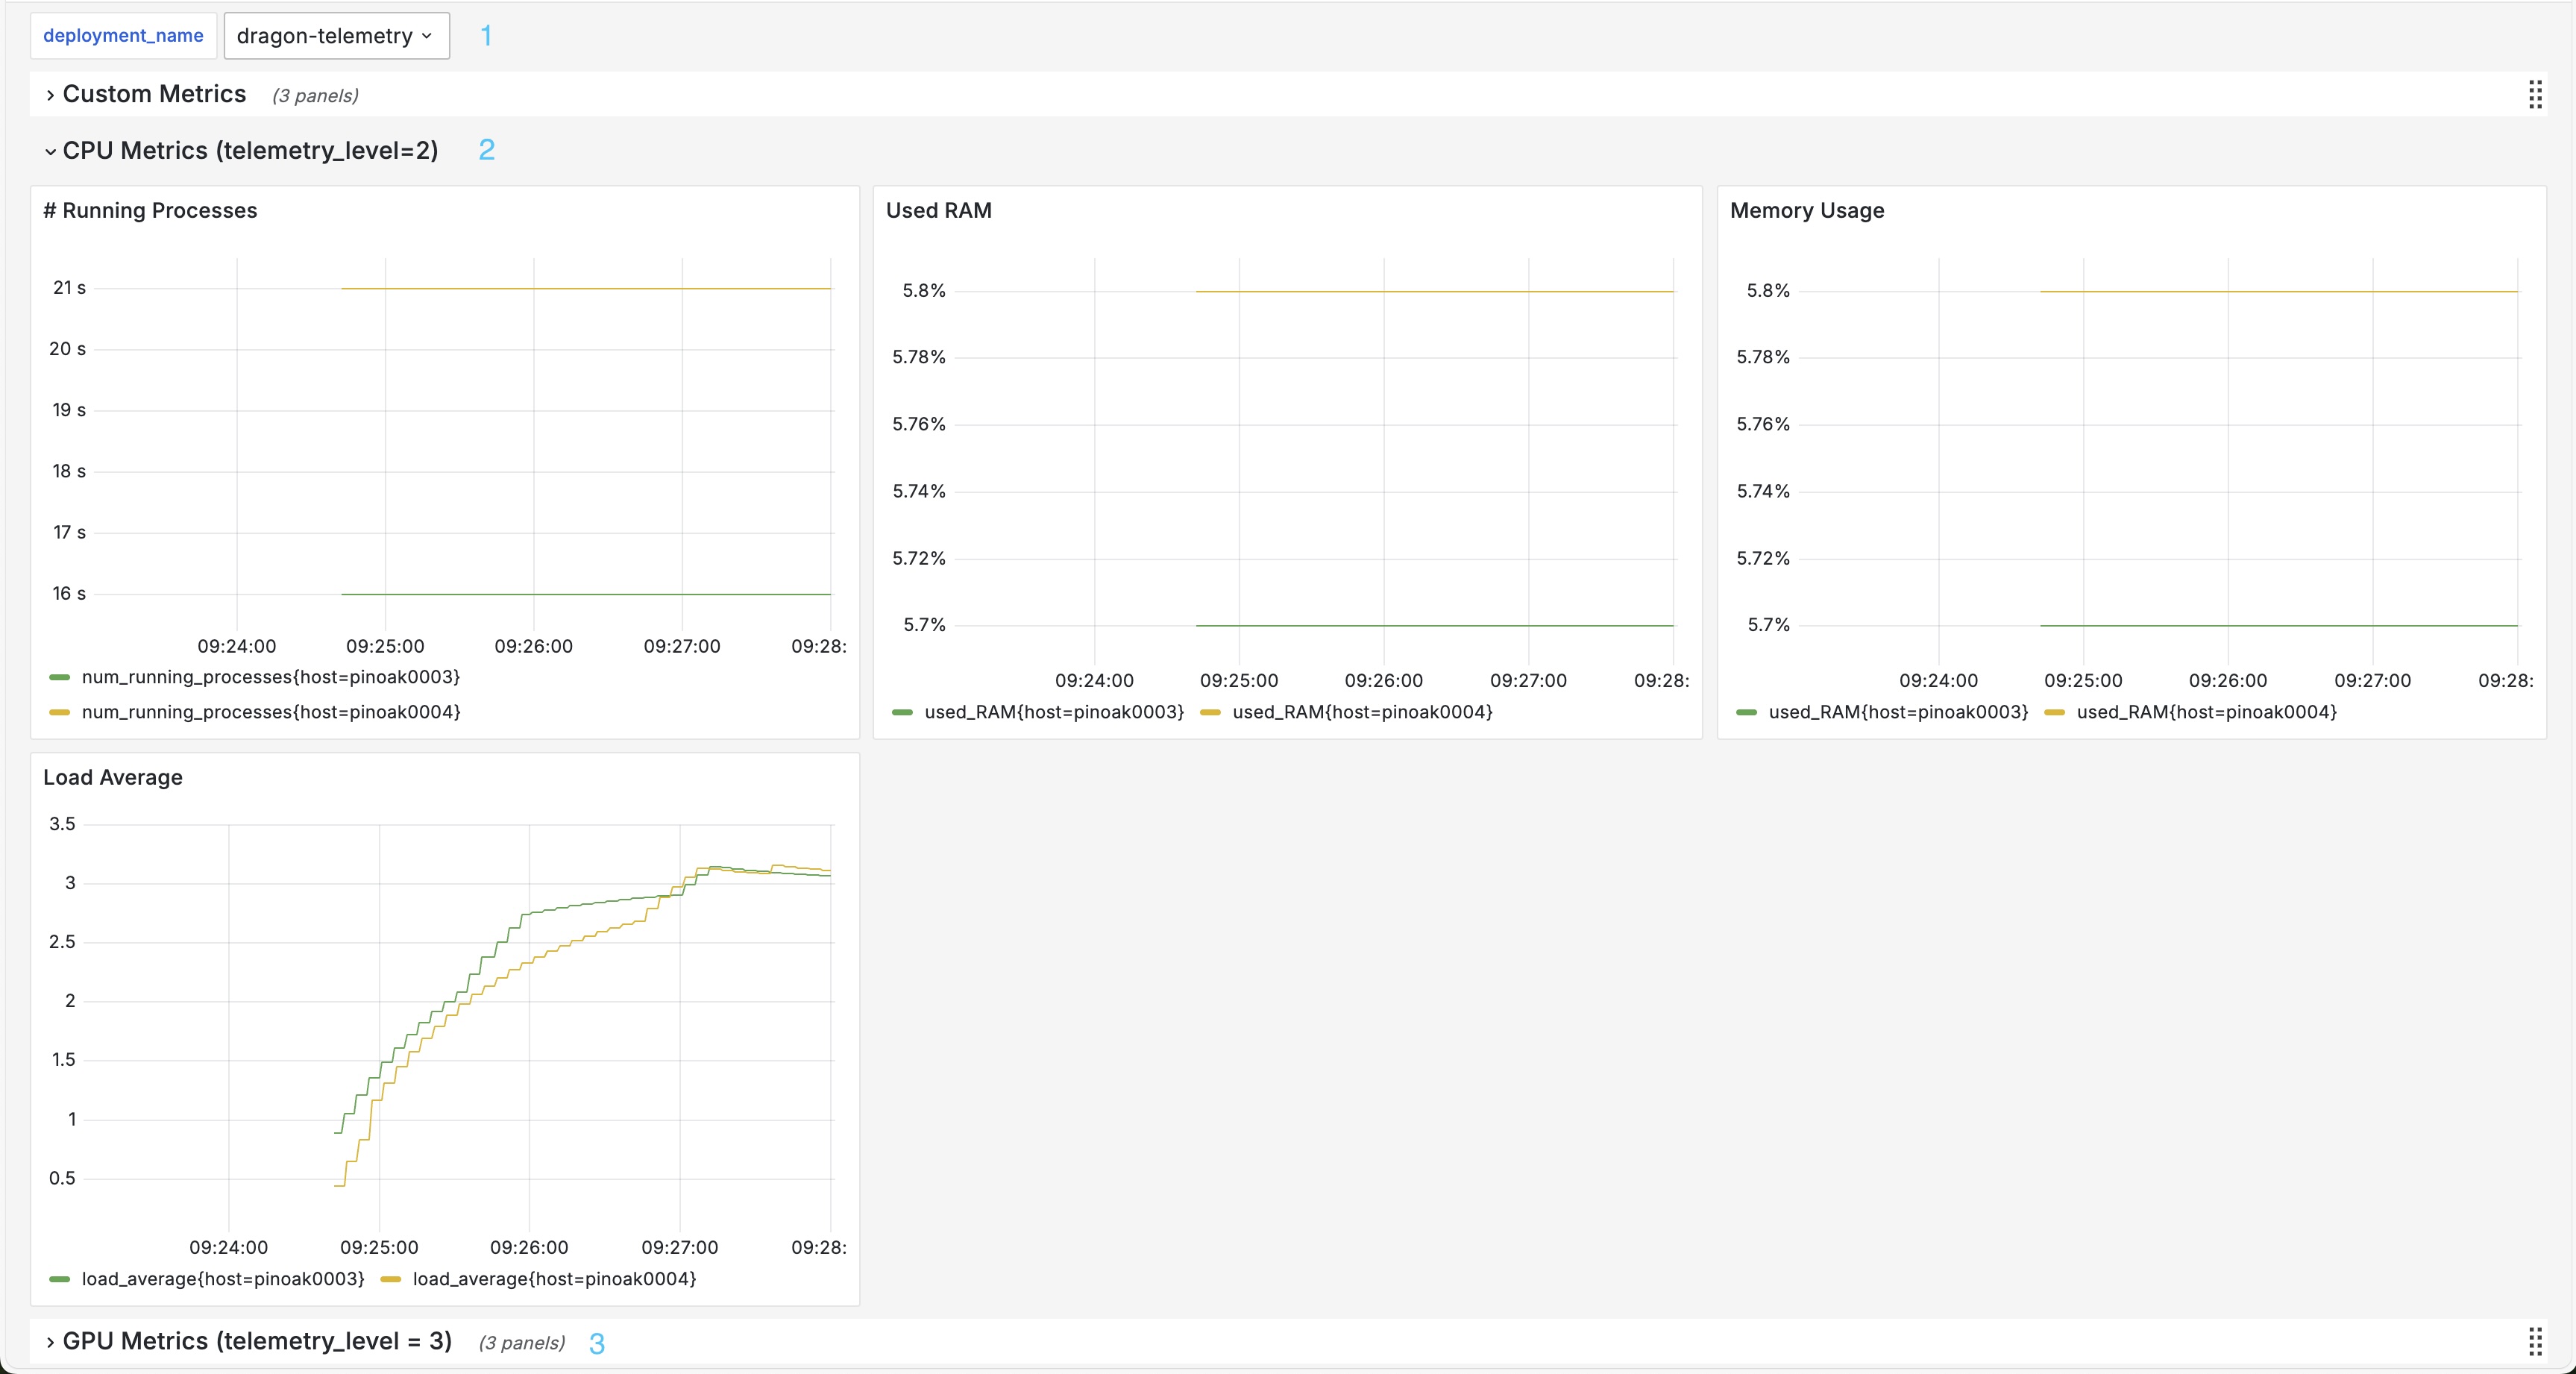 deployment_name dragon-telemetry 1
Custom Metrics (3 panels)
CPU Metrics (telemetry_level=2) 2
# Running Processes
21 s
20 s
19 s
18 s
17 s
16 s
09:24:00 09:25:00 09:26:00 09:27:00 09:28:
num_running_processes{host=pinoak0003}
num_running_processes{host=pinoak0004}
Used RAM
5.8%
5.78%
5.76%
5.74%
5.72%
5.7%
09:24:00 09:25:00 09:26:00 09:27:00 09:28:
used_RAM{host=pinoak0003} used_RAM{host=pinoak0004}
Memory Usage
5.8%
5.78%
5.76%
5.74%
5.72%
5.7%
09:24:00 09:25:00 09:26:00 09:27:00 09:28:
used_RAM{host=pinoak0003} used_RAM{host=pinoak0004}
Load Average
3.5
3
2.5
2
1.5
1
0.5
09:24:00 09:25:00 09:26:00 09:27:00 09:28:
load_average{host=pinoak0003} load_average{host=pinoak0004}
GPU Metrics (telemetry_level = 3) (3 panels) 3